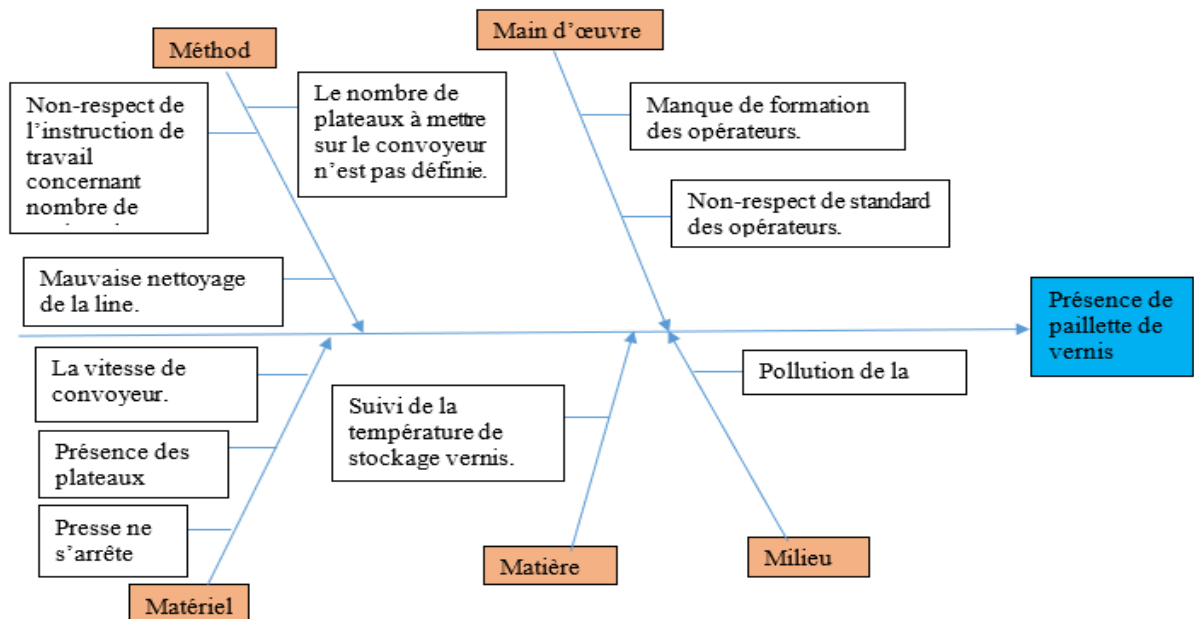 Méthod
Non-respect de
l’instruction de
travail
concernant
nombre de
Le nombre de
plateaux à mettre
sur le convoyeur
n’est pas définie.
Mauvaise nettoyage
de la line.
Main d’œuvre
Manque de formation
des opérateurs.
Non-respect de standard
des opérateurs.
Présence de
paillette de
vernis
La vitesse de
convoyeur.
Présence des
plateaux
Presse ne
s’arrête
Matériel
Suivi de la
température de
stockage vernis.
Matière
Pollution de la
Milieu